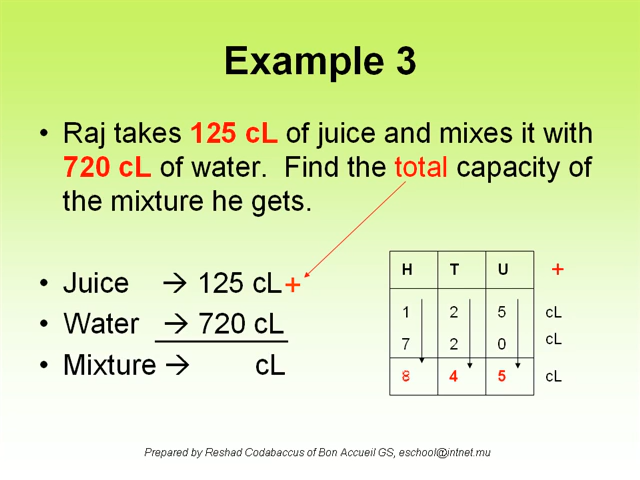 Example 3
• Raj takes 125 cL of juice and mixes it with
720 cL of water. Find the total capacity of
the mixture he gets.
• Juice → 125 cL +
• Water → 720 cL
• Mixture → cL
H T U +
1 2 5 cL
7 2 0 cL
8 4 5 cL
Prepared by Reshad Codabaccus of Bon Accueil GS, eschool@intnet.mu